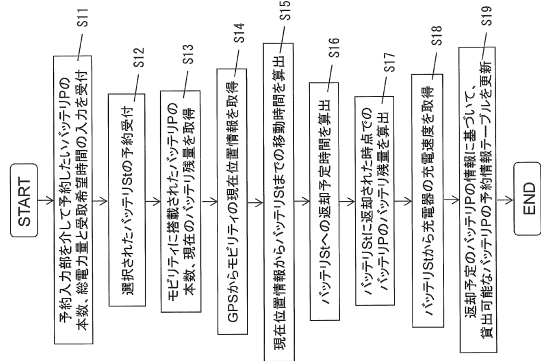 START
予約入力部を介して予約したいバッテリPの
本数、総電力量と受取希望時間の入力を受付
S11
選択されたバッテリStの予約受付
S12
モビリティに搭載されたバッテリPの
本数、現在のバッテリ残量を取得
S13
GPSからモビリティの現在位置情報を取得
S14
現在位置情報からバッテリStまでの移動時間を算出
S15
バッテリStへの返却予定時間を算出
S16
バッテリStに返却された時点での
バッテリPのバッテリ残量を算出
S17
バッテリStから充電器の充電速度を取得
S18
返却予定のバッテリPの情報に基づいて、
貸出可能なバッテリPの予約情報テーブルを更新
S19
END